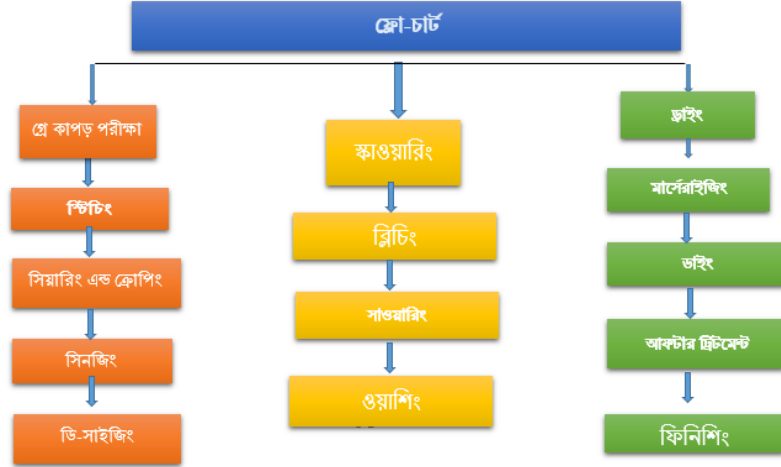 ফ্লো-চার্ট
গ্রে কাপড় পরীক্ষা
স্টিচিং
সিয়ারিং এন্ড ক্রোপিং
সিনজিং
ডি-সাইজিং
স্কাওয়ারিং
ব্লিচিং
সাওয়ারিং
ওয়াশিং
ড্রাইং
মার্সেরাইজিং
ডাইং
আফটার ট্রিটমেন্ট
ফিনিশিং